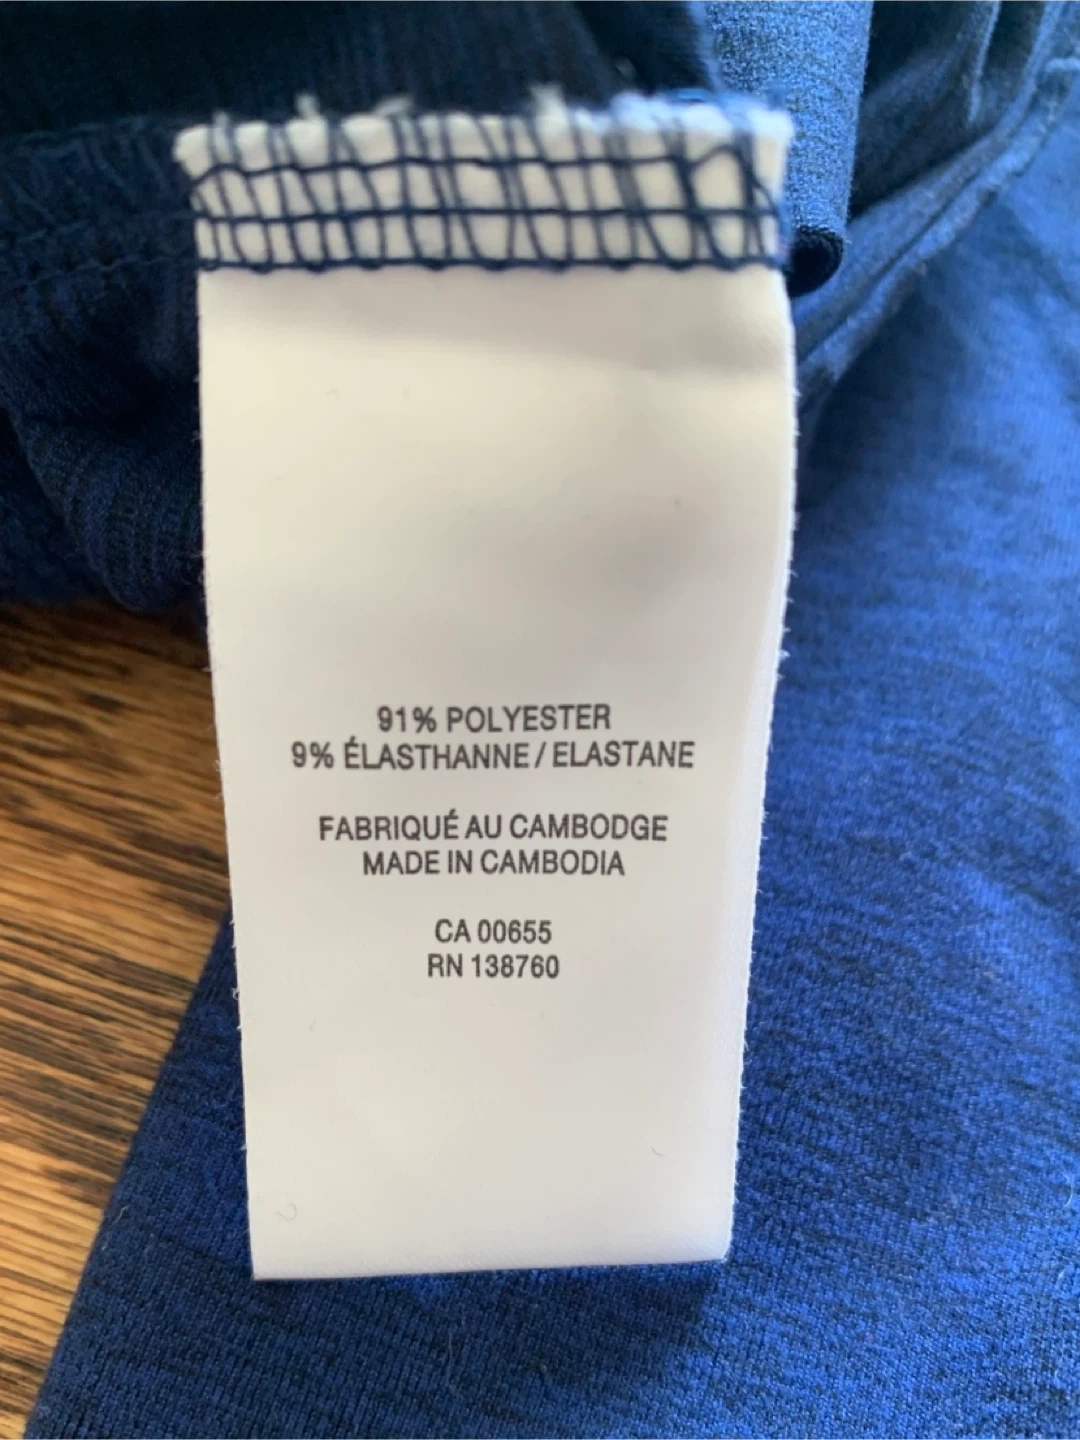 91% POLYESTER
9% ÉLASTHANNE / ELASTANE
FABRIQUÉ AU CAMBODGE
MADE IN CAMBODIA
CA 00655
RN 138760